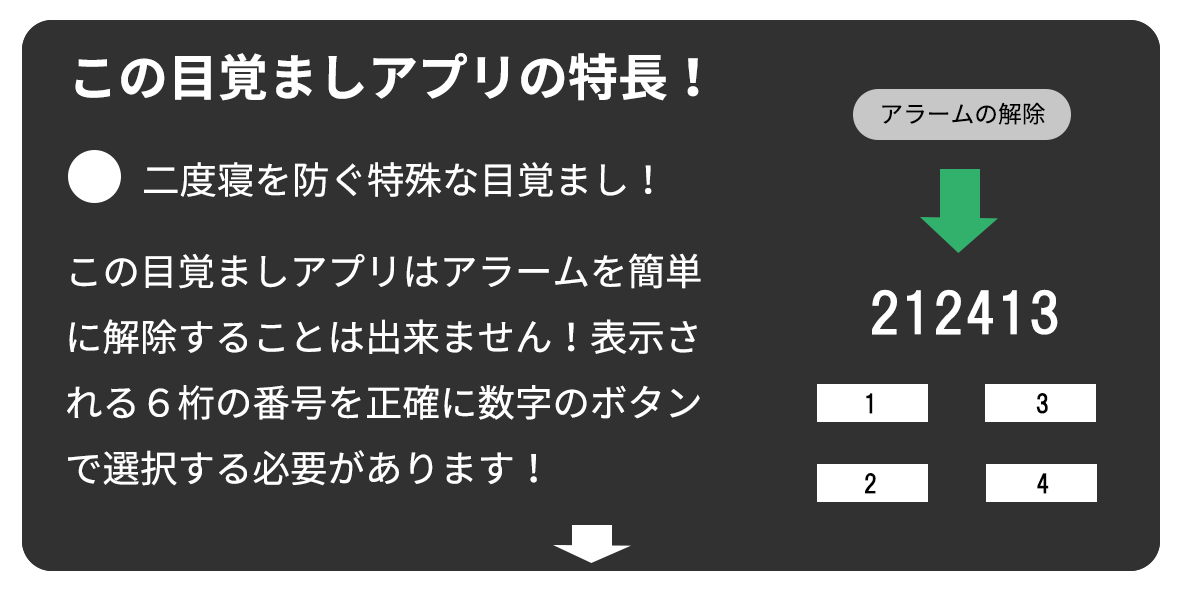 この目覚ましアプリの特長！
二度寝を防ぐ特殊な目覚まし！
この目覚ましアプリはアラームを簡単
に解除することは出来ません！表示さ
れる６桁の番号を正確に数字のボタン
で選択する必要があります！
アラームの解除
212413
1
3
2
4